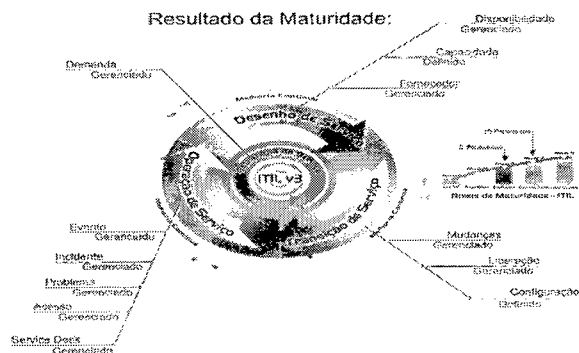 Resultado da Maturidade:
Disponibilidade
Gerenciado
Capacidade
Definido
Fornecedor
Gerenciado
Demanda
Gerenciado
Melhoria Contínua
Desenho de Serviço
ITIL v3
Operação de Serviço
Transição de Serviço
Melhoria Contínua
Melhoria Contínua
Níveis de Maturidade - ITIL
Evento
Gerenciado
Incidente
Gerenciado
Problema
Gerenciado
Acesso
Gerenciado
Service Desk
Gerenciado
Mudanças
Gerenciado
Liberação
Gerenciado
Configuração
Definido